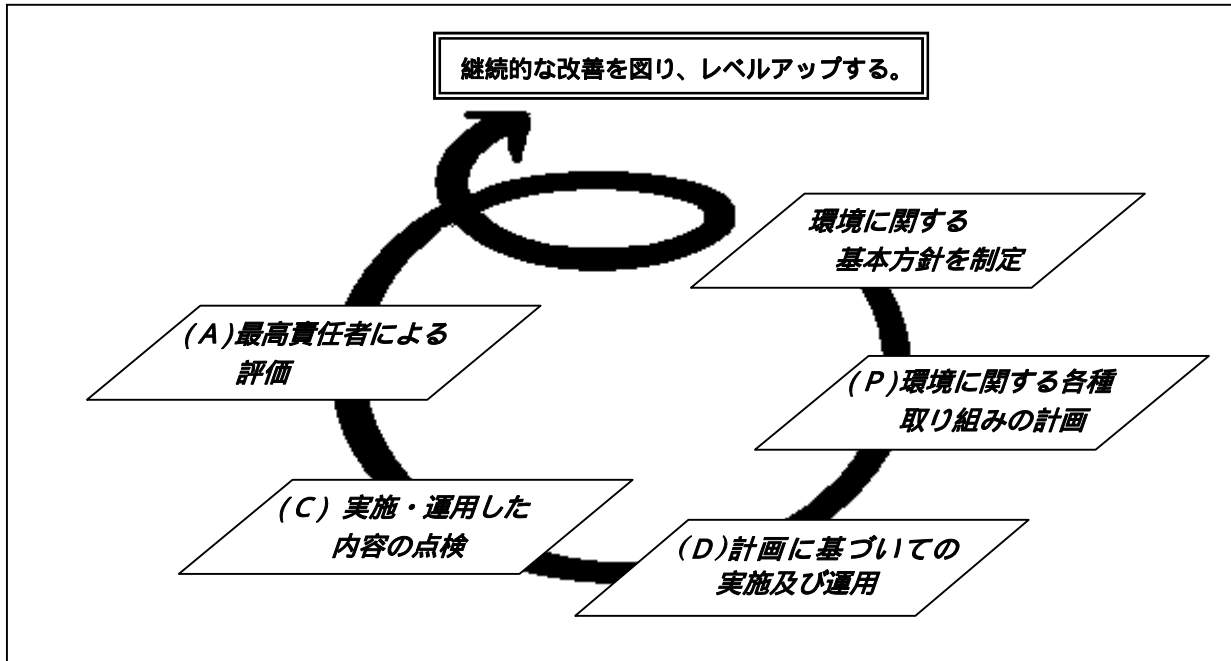 継続的な改善を図り、レベルアップする。
環境に関する
基本方針を制定
(P)環境に関する各種
取り組みの計画
(D)計画に基づいての
実施及び運用
(C) 実施・運用した
内容の点検
(A)最高責任者による
評価